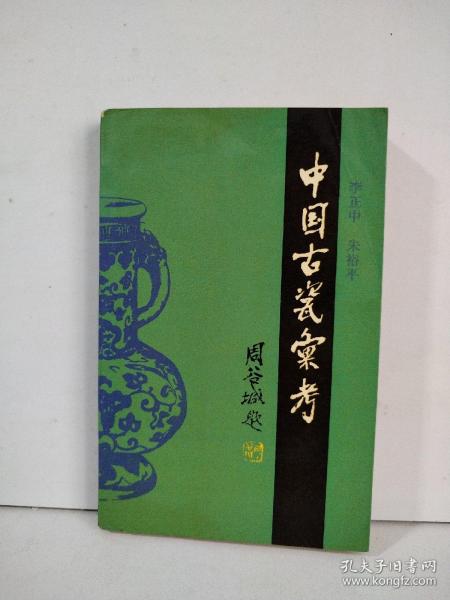 中国古瓷彙考
李正中 朱裕平
周谷城题
孔夫子旧书网
www.kongfz.com